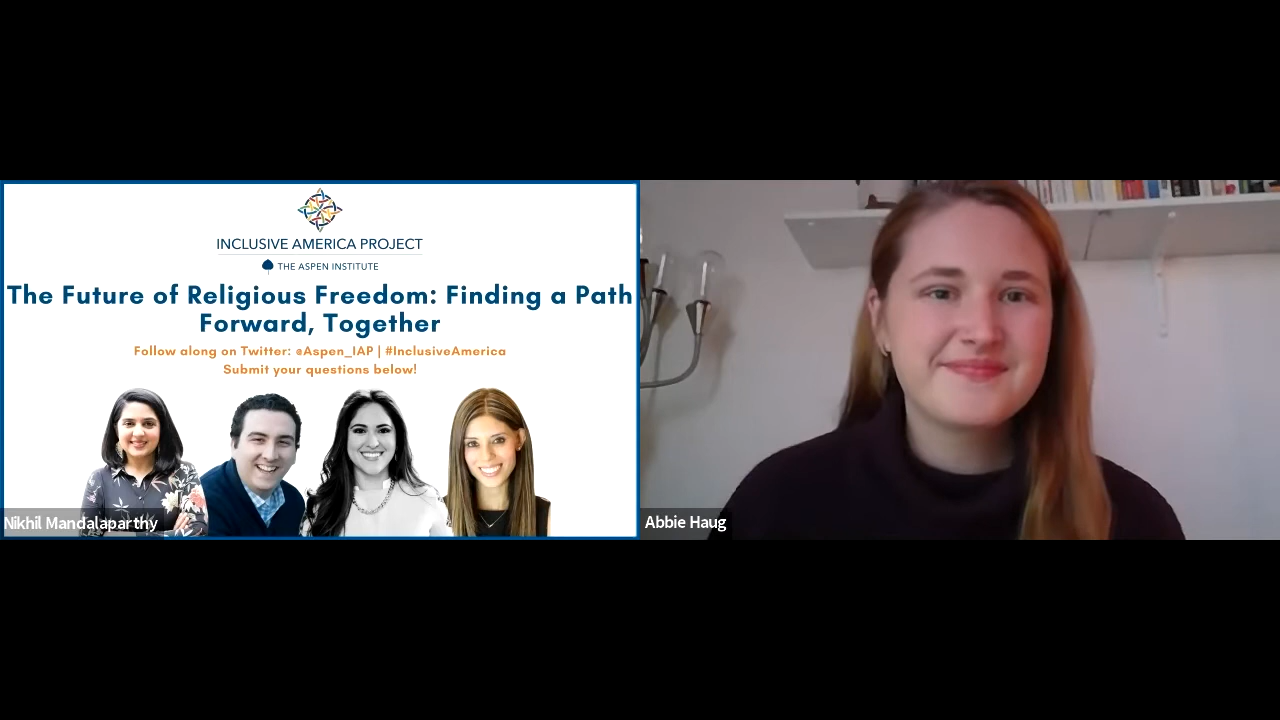 INCLUSIVE AMERICA PROJECT
THE ASPEN INSTITUTE
The Future of Religious Freedom: Finding a Path
Forward, Together
Follow along on Twitter: @Aspen_IAP | #InclusiveAmerica
Submit your questions below!
Nikhil Mandalaparthy
Abbie Haug